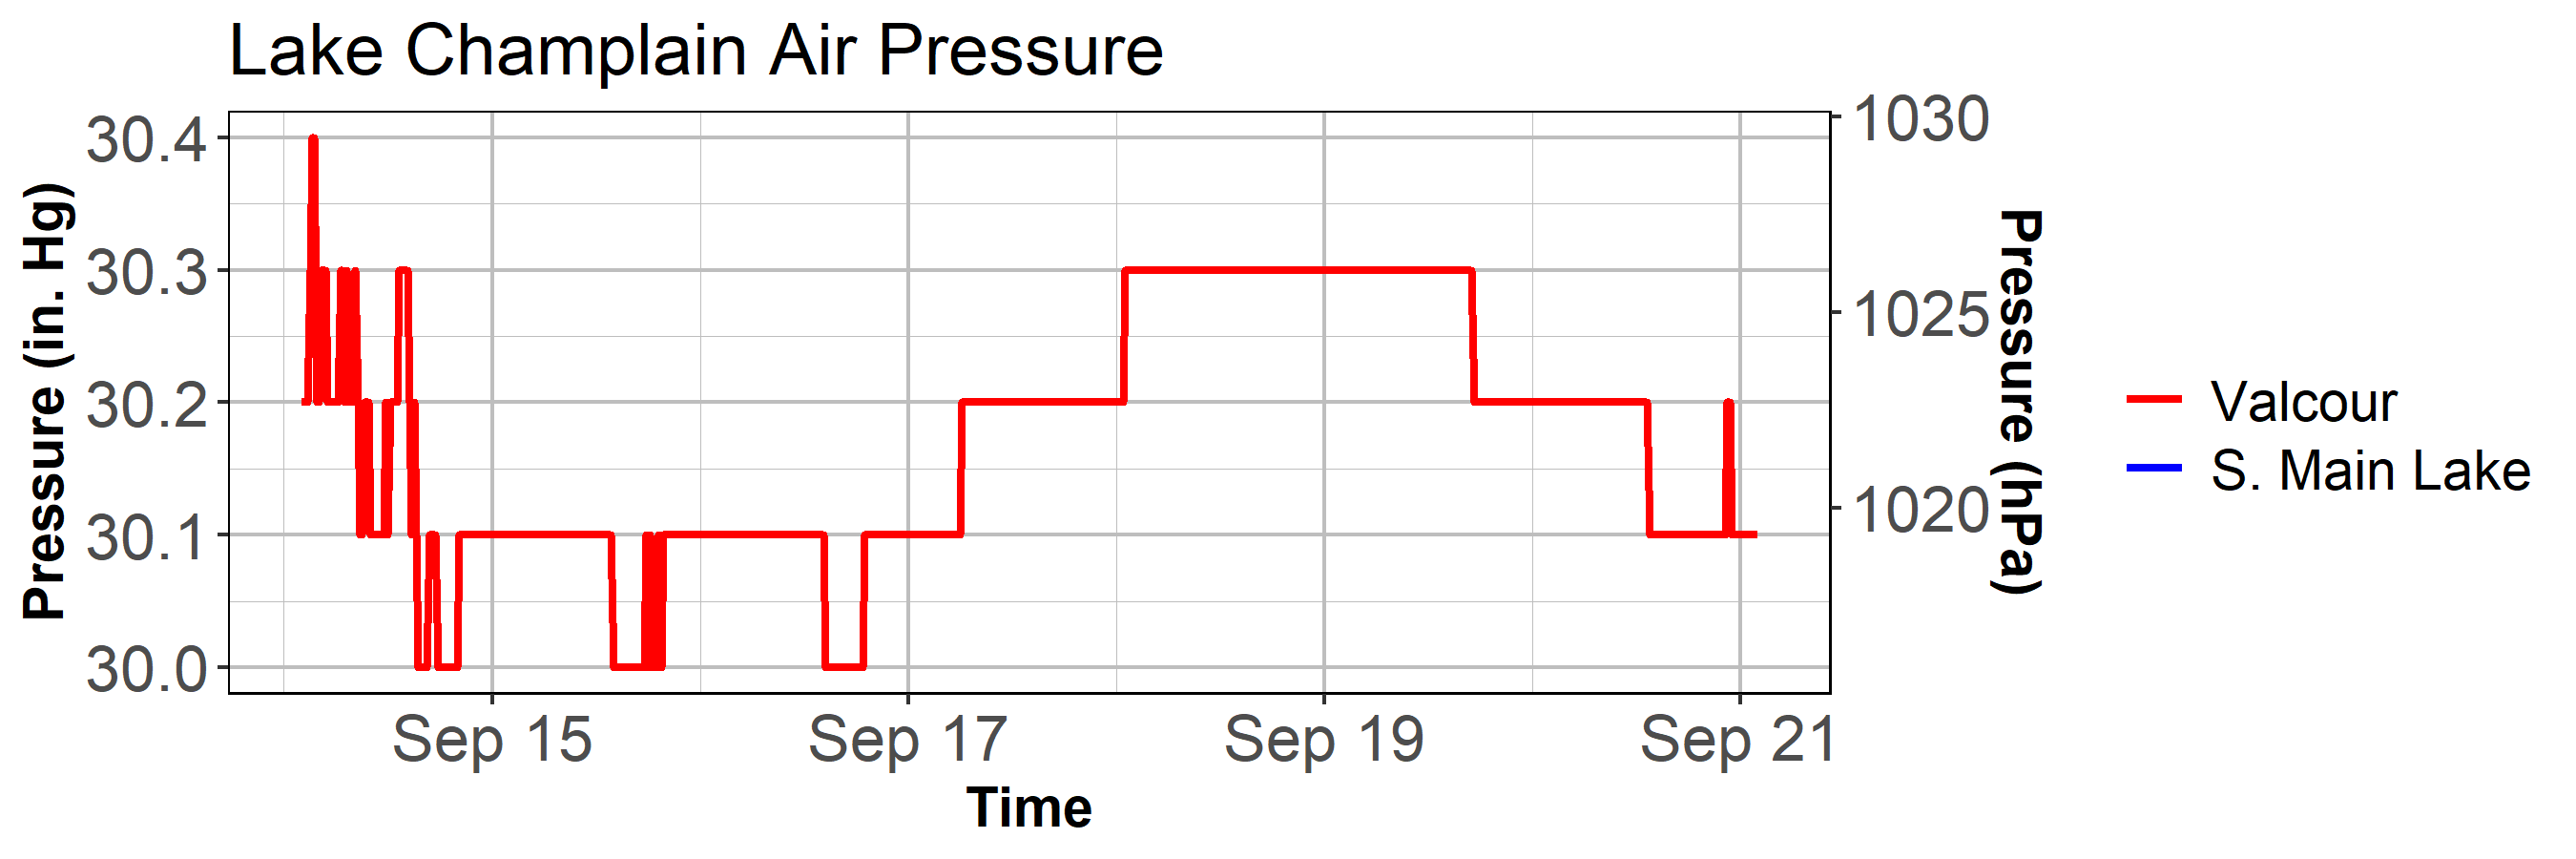 Lake Champlain Air Pressure
Pressure (in. Hg)
30.4
30.3
30.2
30.1
30.0
1030
1025
1020
Pressure (hPa)
Sep 15
Sep 17
Sep 19
Sep 21
Time
Valcour
S. Main Lake